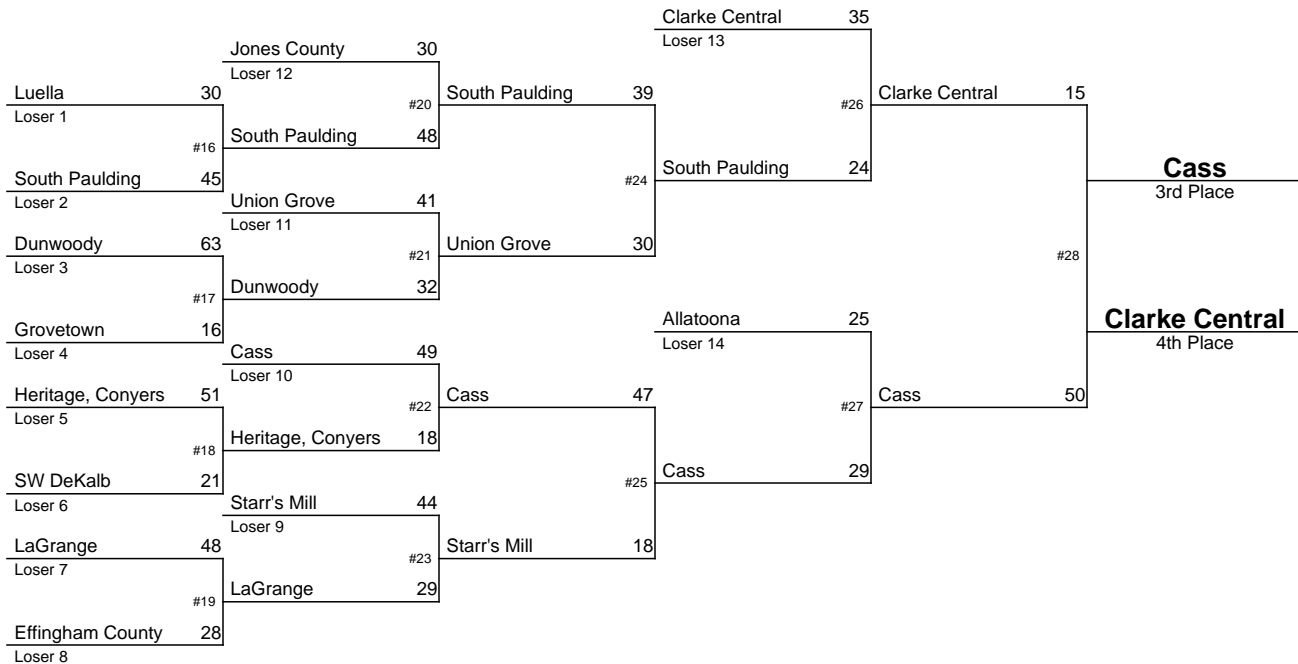 Clarke Central 35
Loser 13
Jones County 30
Loser 12
Luella 30
Loser 1
#20
South Paulding 39
#26
Clarke Central 15
#16
South Paulding 48
South Paulding 45
Loser 2
#24
South Paulding 24
Cass
3rd Place
Union Grove 41
Loser 11
Dunwoody 63
Loser 3
#21
Union Grove 30
#28
#17
Dunwoody 32
Grovetown 16
Loser 4
Allatoona 25
Loser 14
Clarke Central
4th Place
Cass 49
Loser 10
Heritage, Conyers 51
Loser 5
#22
Cass 47
#27
Cass 50
#18
Heritage, Conyers 18
SW DeKalb 21
Loser 6
#25
Cass 29
Starr's Mill 44
Loser 9
LaGrange 48
Loser 7
#23
Starr's Mill 18
#19
LaGrange 29
Effingham County 28
Loser 8